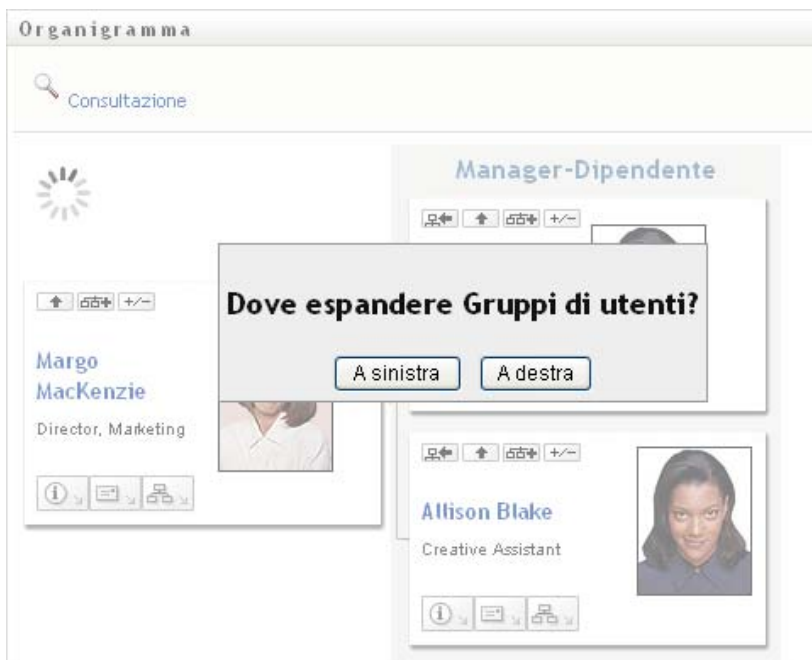 Organigramma
Consultazione
Manager-Dipendente
+/-
Dove espandere Gruppi di utenti?
A sinistra
A destra
+/-
Margo
MacKenzie
Director, Marketing
+/-
Allison Blake
Creative Assistant